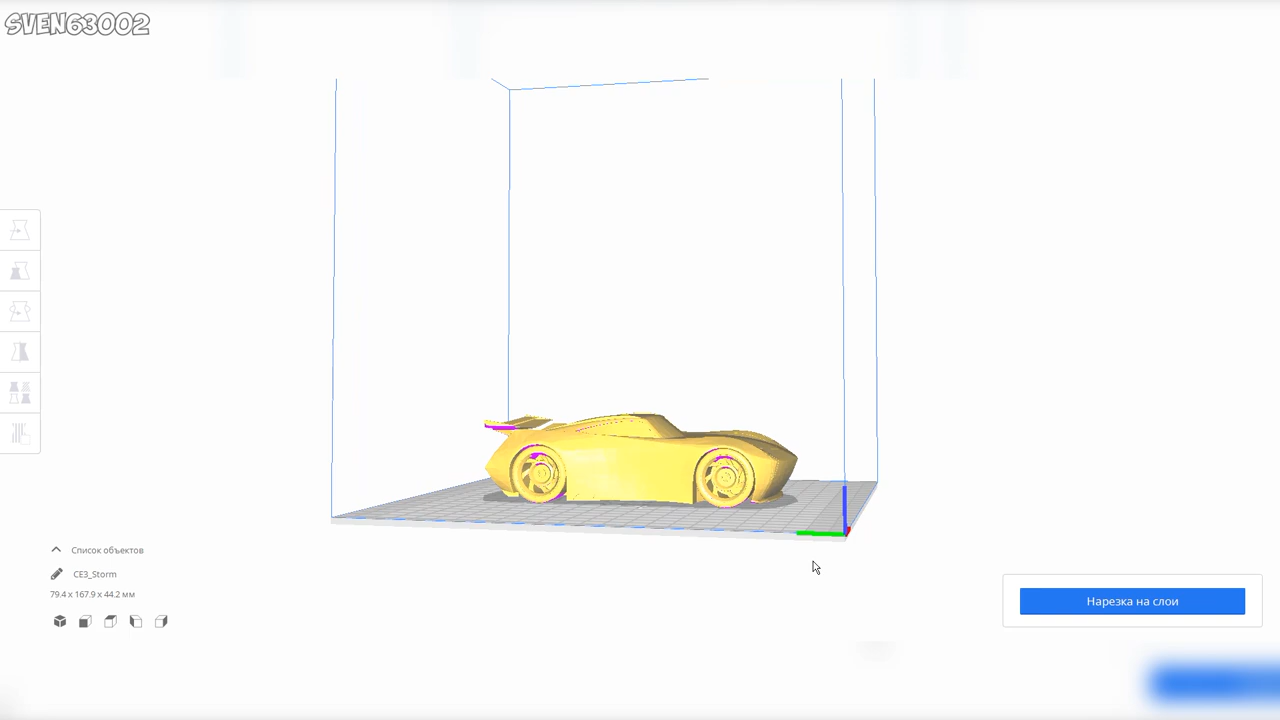 SVEN63002
Список объектов
CE3_Storm
79.4 x 167.9 x 44.2 мм
Нарезка на слои